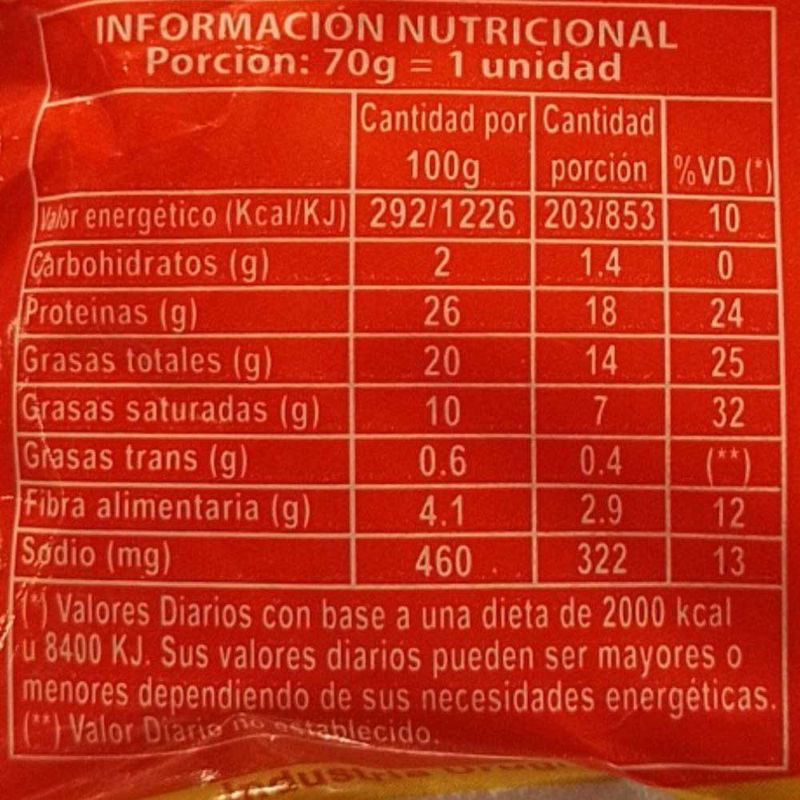 INFORMACIÓN NUTRICIONAL
Porción: 70g = 1 unidad
Cantidad por 100g Cantidad porción %VD (*)
Valor energético (Kcal/KJ) 292/1226 203/853 10
Carbohidratos (g) 2 1.4 0
Proteinas (g) 26 18 24
Grasas totales (g) 20 14 25
Grasas saturadas (g) 10 7 32
Grasas trans (g) 0.6 0.4 (**)
Fibra alimentaria (g) 4.1 2.9 12
Sodio (mg) 460 322 13
(*) Valores Diarios con base a una dieta de 2000 kcal
u 8400 KJ. Sus valores diarios pueden ser mayores o
menores dependiendo de sus necesidades energéticas.
(**) Valor Diario no establecido.
Industria